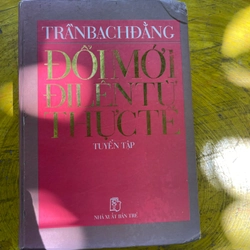 TRẦN BẠCH ĐẰNG
ĐỔI MỚI
ĐI LÊN TỪ
THỰC TẾ
TUYỂN TẬP
NHÀ XUẤT BẢN TRẺ